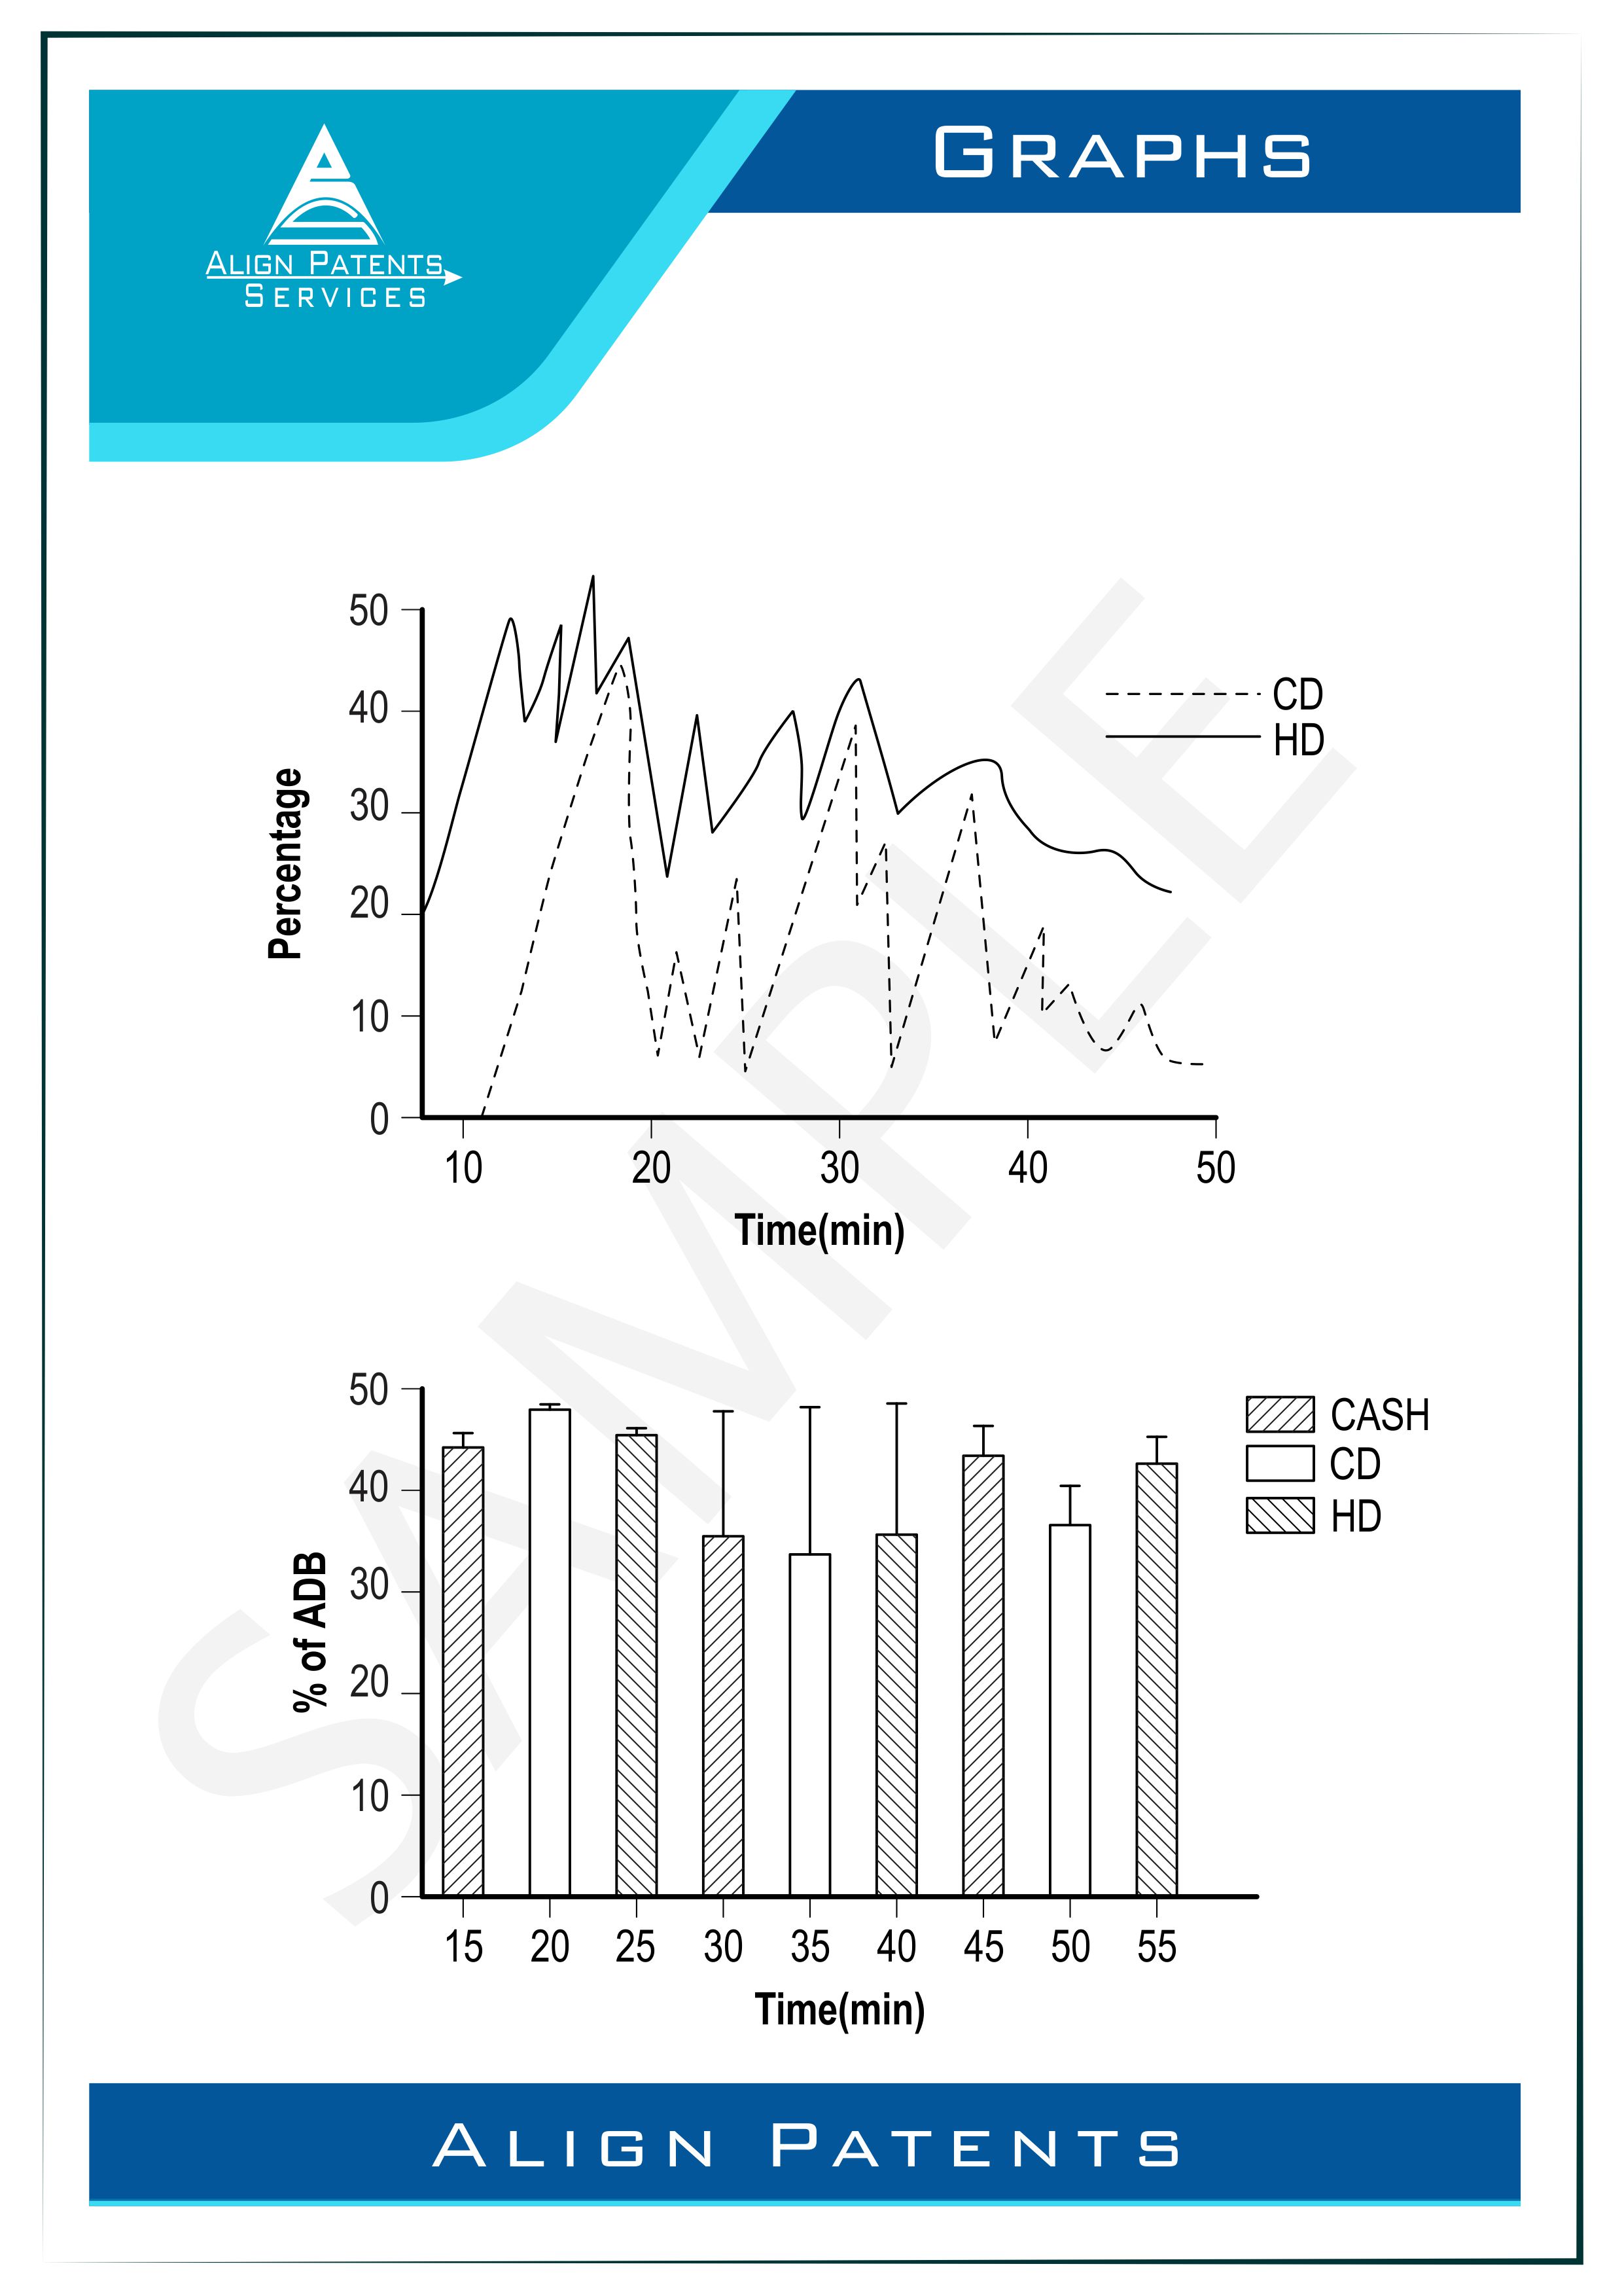 GRAPHS
ALIGN PATENTS
SERVICES
50
40
30
20
10
0
Percentage
CD
HD
10 20 30 40 50
Time(min)
50
40
30
20
10
0
% of ADB
CASH
CD
HD
15 20 25 30 35 40 45 50 55
Time(min)
SAMPLE
ALIGN PATENTS